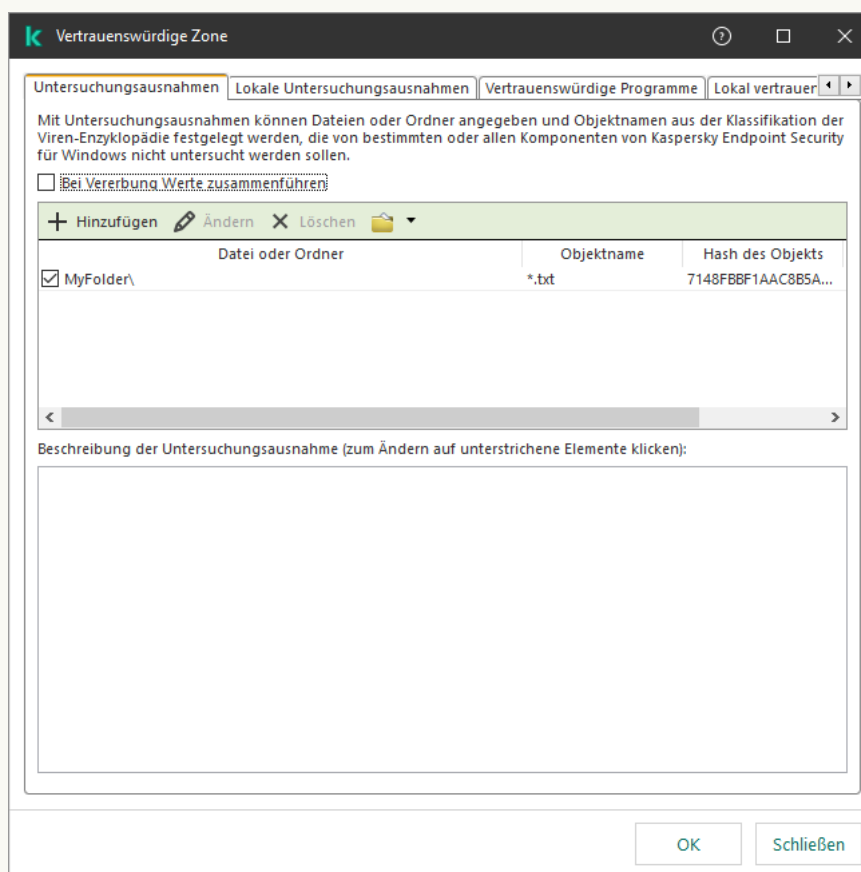 Vertrauenswürdige Zone
Untersuchungsausnahmen Lokale Untersuchungsausnahmen Vertrauenswürdige Programme Lokal vertrauer
Mit Untersuchungsausnahmen können Dateien oder Ordner angegeben und Objektnamen aus der Klassifikation der
Viren-Enzyklopädie festgelegt werden, die von bestimmten oder allen Komponenten von Kaspersky Endpoint Security
für Windows nicht untersucht werden sollen.
Bei Vererbung Werte zusammenführen
Hinzufügen Ändern Löschen
Datei oder Ordner Objektname Hash des Objekts
MyFolder\ *.txt 7148FBBF1AAC8B5A...
Beschreibung der Untersuchungsausnahme (zum Ändern auf unterstrichene Elemente klicken):
OK Schließen